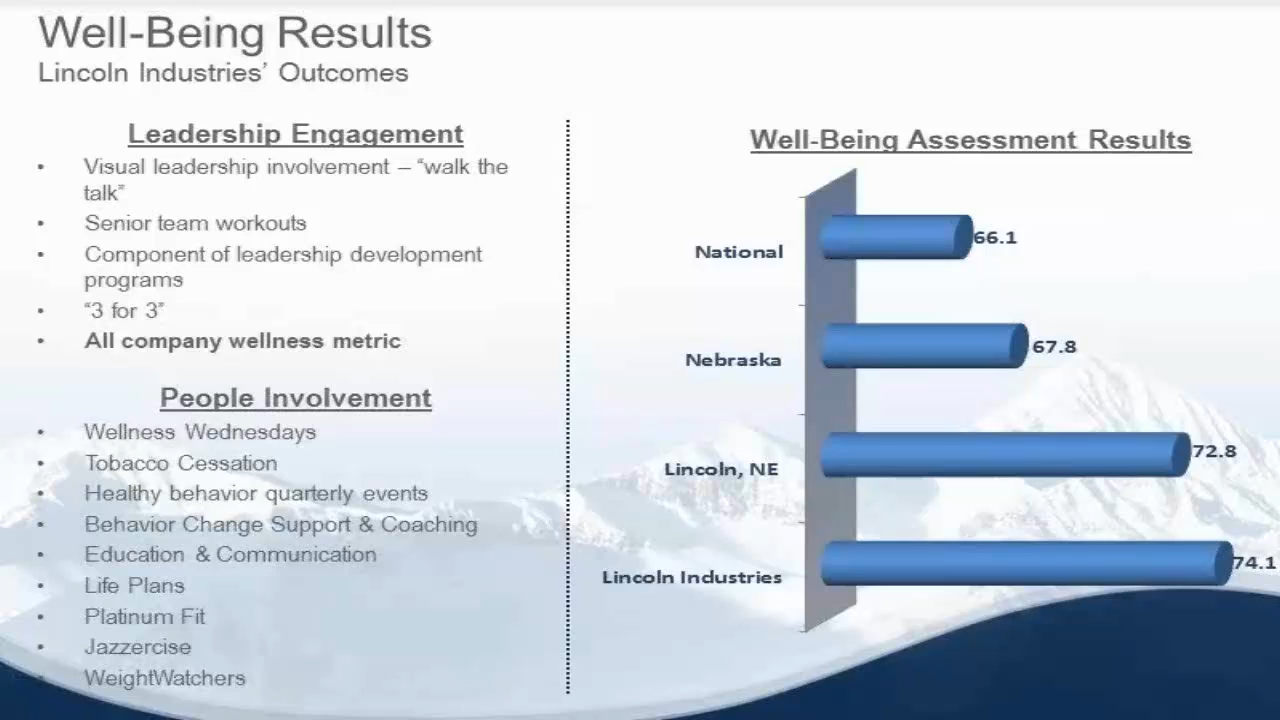 Well-Being Results
Lincoln Industries’ Outcomes
Leadership Engagement
• Visual leadership involvement – “walk the
talk”
• Senior team workouts
• Component of leadership development
programs
• “3 for 3”
• All company wellness metric
People Involvement
• Wellness Wednesdays
• Tobacco Cessation
• Healthy behavior quarterly events
• Behavior Change Support & Coaching
• Education & Communication
• Life Plans
• Platinum Fit
• Jazzercise
• WeightWatchers
Well-Being Assessment Results
National 66.1
Nebraska 67.8
Lincoln, NE 72.8
Lincoln Industries 74.1